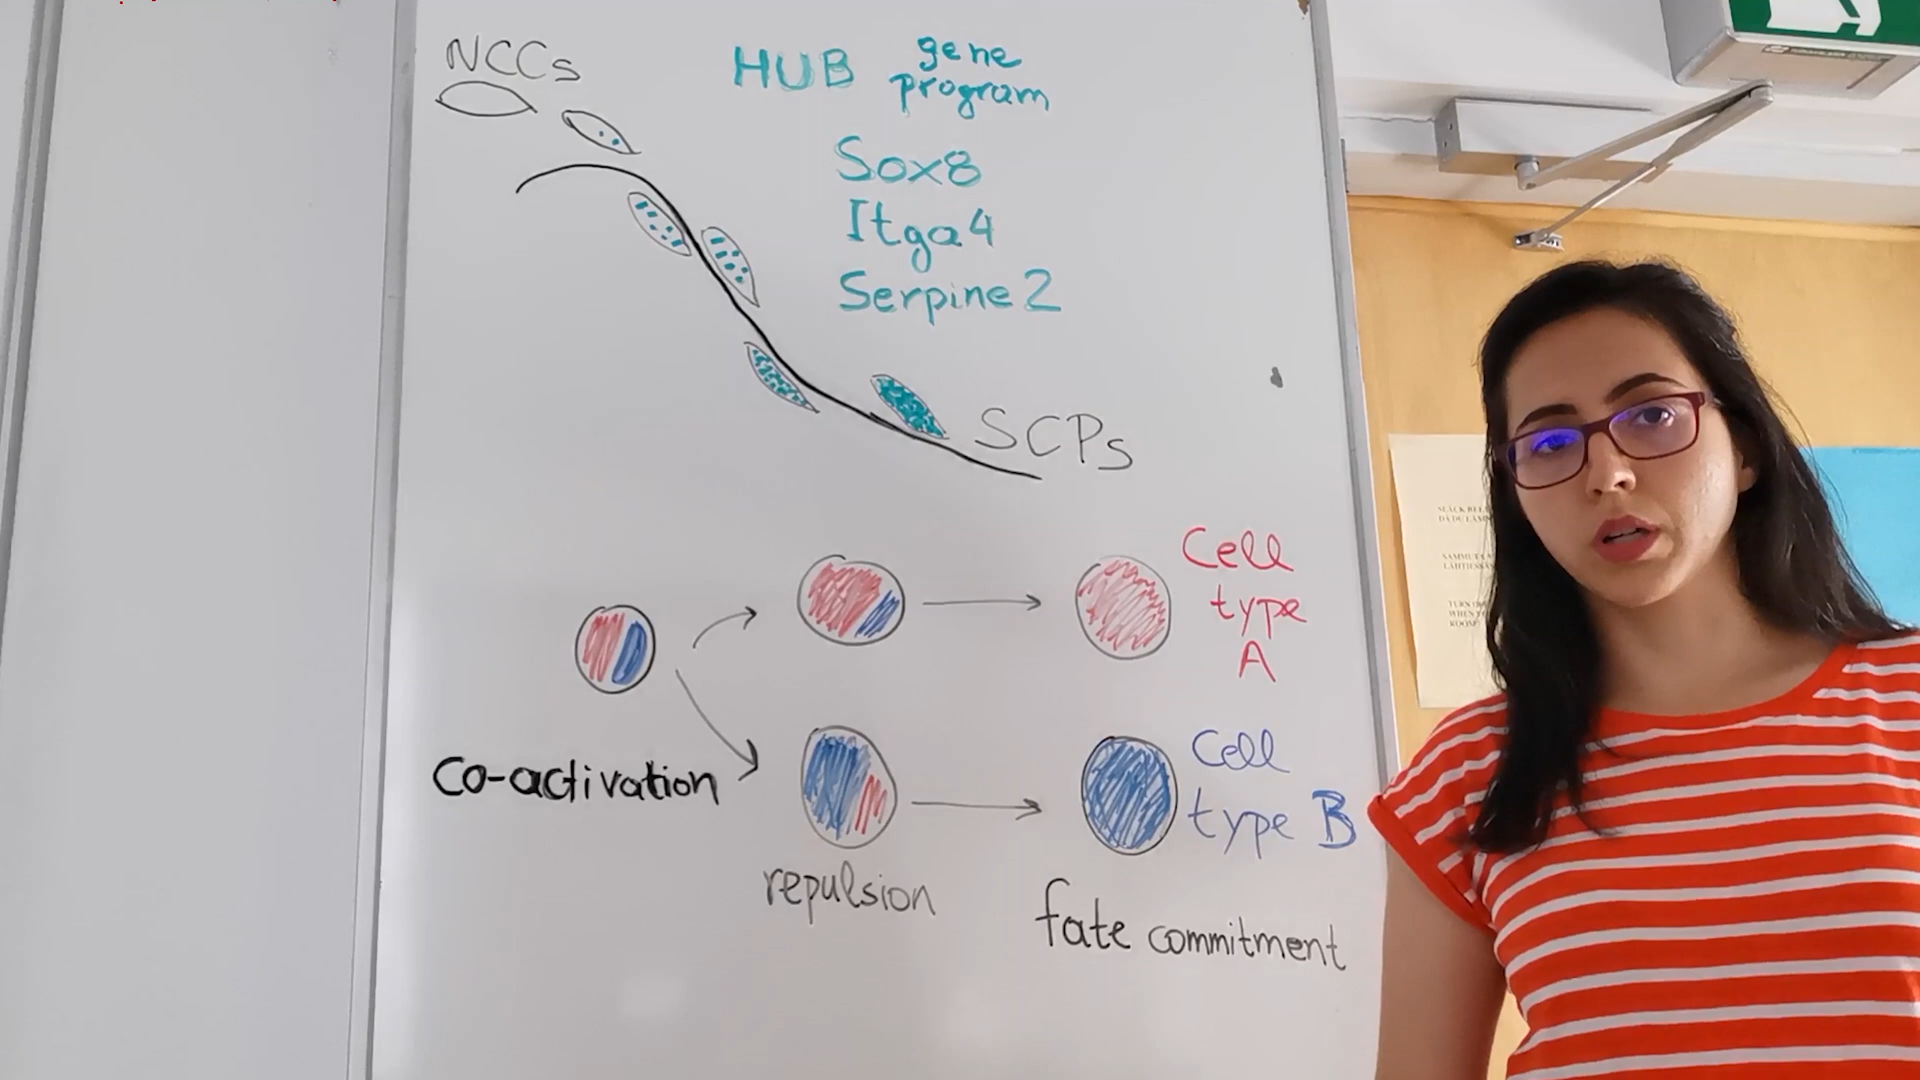 NCCs
HUB gene program
Sox8
Itga4
Serpine2
SCPs
Cell
type
A
Co-activation
Cell
type B
repulsion
fate commitment